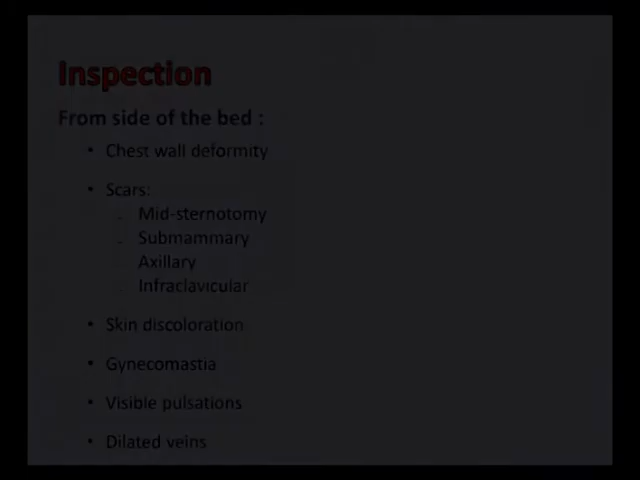 Inspection
From side of the bed :
• Chest wall deformity
• Scars:
Mid-sternotomy
Submammary
Axillary
Infraclavicular
• Skin discoloration
• Gynecomastia
• Visible pulsations
• Dilated veins